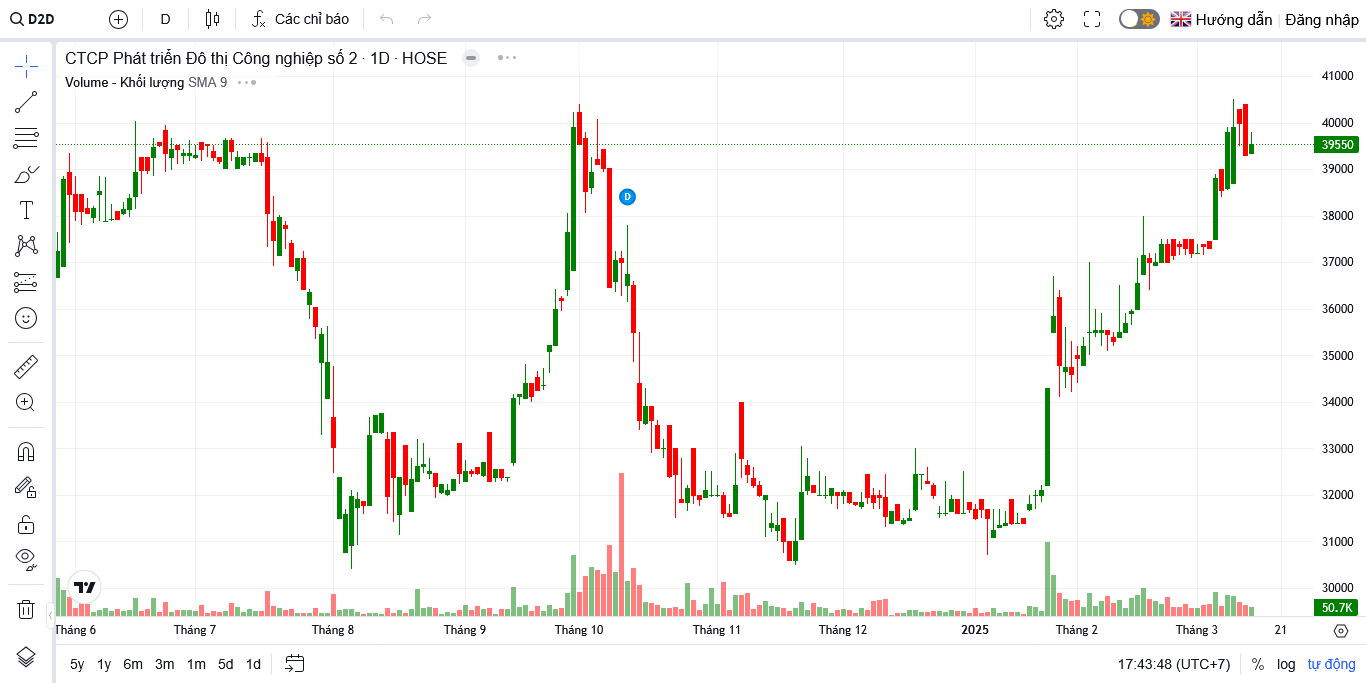 D2D D Các chỉ báo Hướng dẫn Đăng nhập
CTCP Phát triển Đô thị Công nghiệp số 2 · 1D · HOSE
Volume - Khối lượng SMA 9
41000
40000
39550
39000
D
38000
37000
36000
35000
34000
33000
32000
31000
30000
50.7K
Tháng 6 Tháng 7 Tháng 8 Tháng 9 Tháng 10 Tháng 11 Tháng 12 2025 Tháng 2 Tháng 3 21
5y 1y 6m 3m 1m 5d 1d 17:43:48 (UTC+7) % log tự động